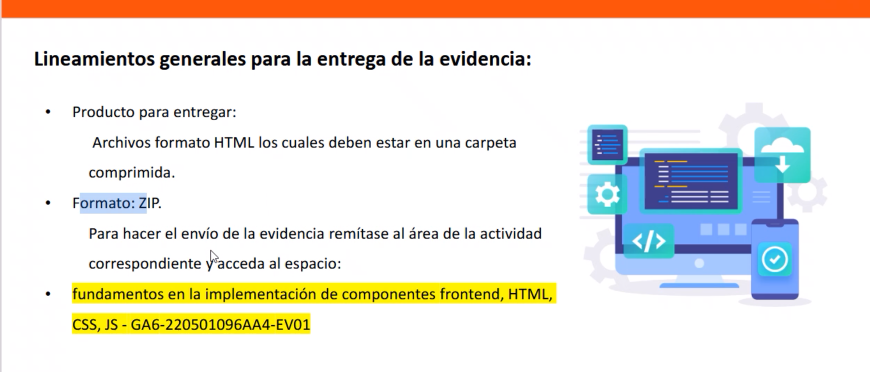 Lineamientos generales para la entrega de la evidencia:
• Producto para entregar:
Archivos formato HTML los cuales deben estar en una carpeta
comprimida.
• Formato: ZIP.
Para hacer el envío de la evidencia remítase al área de la actividad
correspondiente y acceda al espacio:
• fundamentos en la implementación de componentes frontend, HTML,
CSS, JS - GA6-220501096AA4-EV01